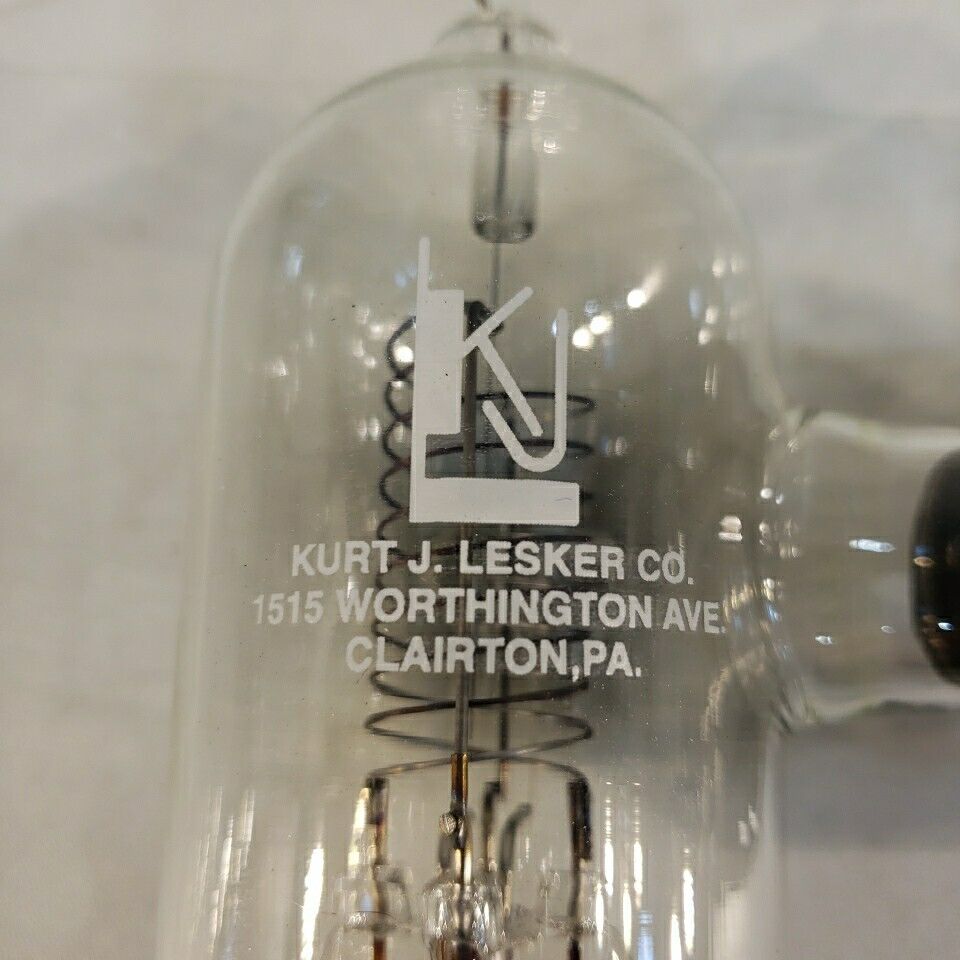 KJL
KURT J. LESKER CO.
1515 WORTHINGTON AVE.
CLAIRTON,PA.